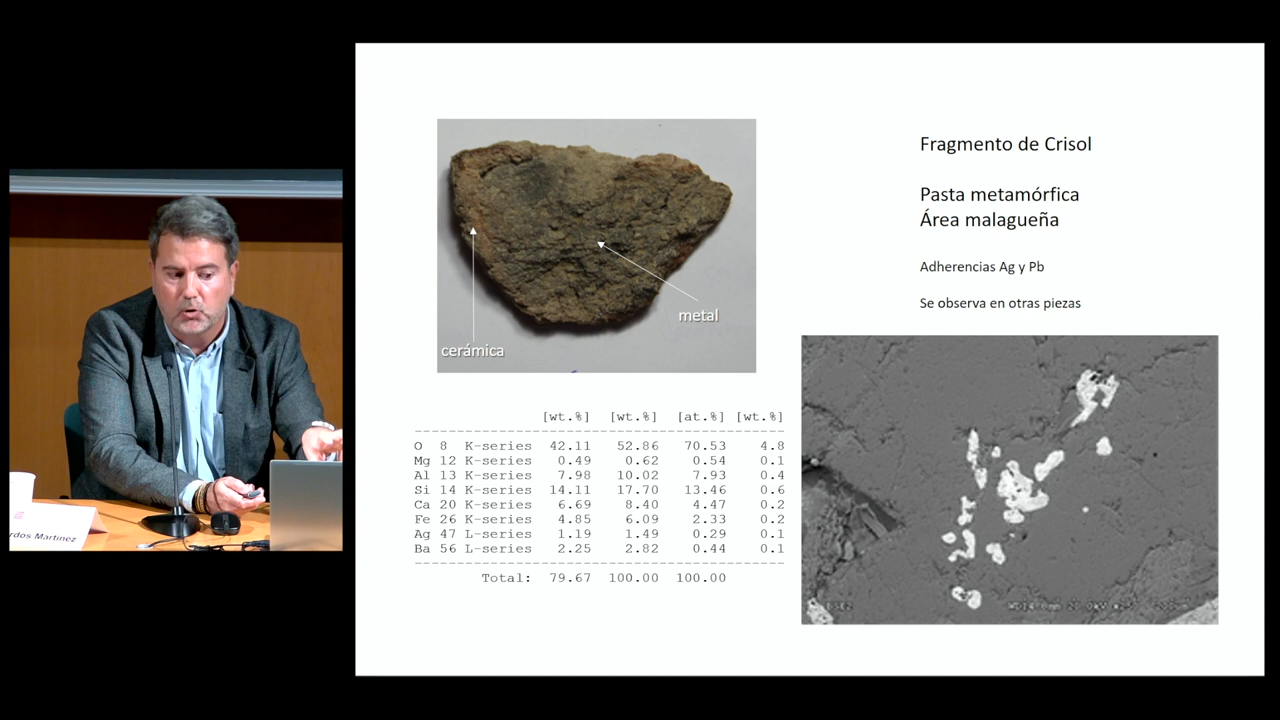 Fragmento de Crisol
Pasta metamórfica
Área malagueña
Adherencias Ag y Pb
Se observa en otras piezas
metal
cerámica
[wt.%] [wt.%] [at.%] [wt.%]
O 8 K-series 42.11 52.86 70.53 4.8
Mg 12 K-series 0.49 0.62 0.54 0.1
Al 13 K-series 7.98 10.02 7.93 0.4
Si 14 K-series 14.11 17.70 13.46 0.6
Ca 20 K-series 6.69 8.40 4.47 0.2
Fe 26 K-series 4.85 6.09 2.33 0.2
Ag 47 L-series 1.19 1.49 0.29 0.1
Ba 56 L-series 2.25 2.82 0.44 0.1
Total: 79.67 100.00 100.00
BSE2
rdos Martínez